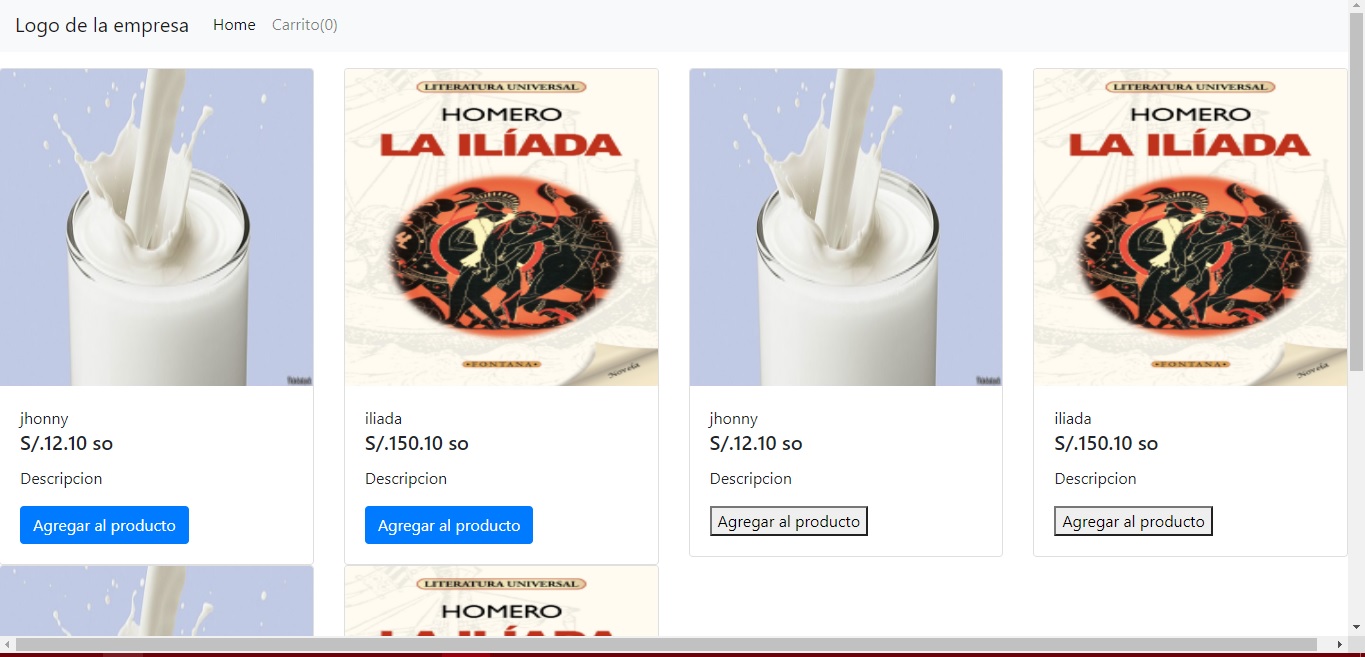 Logo de la empresa Home Carrito(0)
LITERATURA UNIVERSAL
HOMERO
LA ILÍADA
FONTANA
Novela
LITERATURA UNIVERSAL
HOMERO
LA ILÍADA
FONTANA
Novela
jhonny
S/.12.10 so
Descripcion
Agregar al producto
iliada
S/.150.10 so
Descripcion
Agregar al producto
jhonny
S/.12.10 so
Descripcion
Agregar al producto
iliada
S/.150.10 so
Descripcion
Agregar al producto
LITERATURA UNIVERSAL
HOMERO
LA ILÍADA